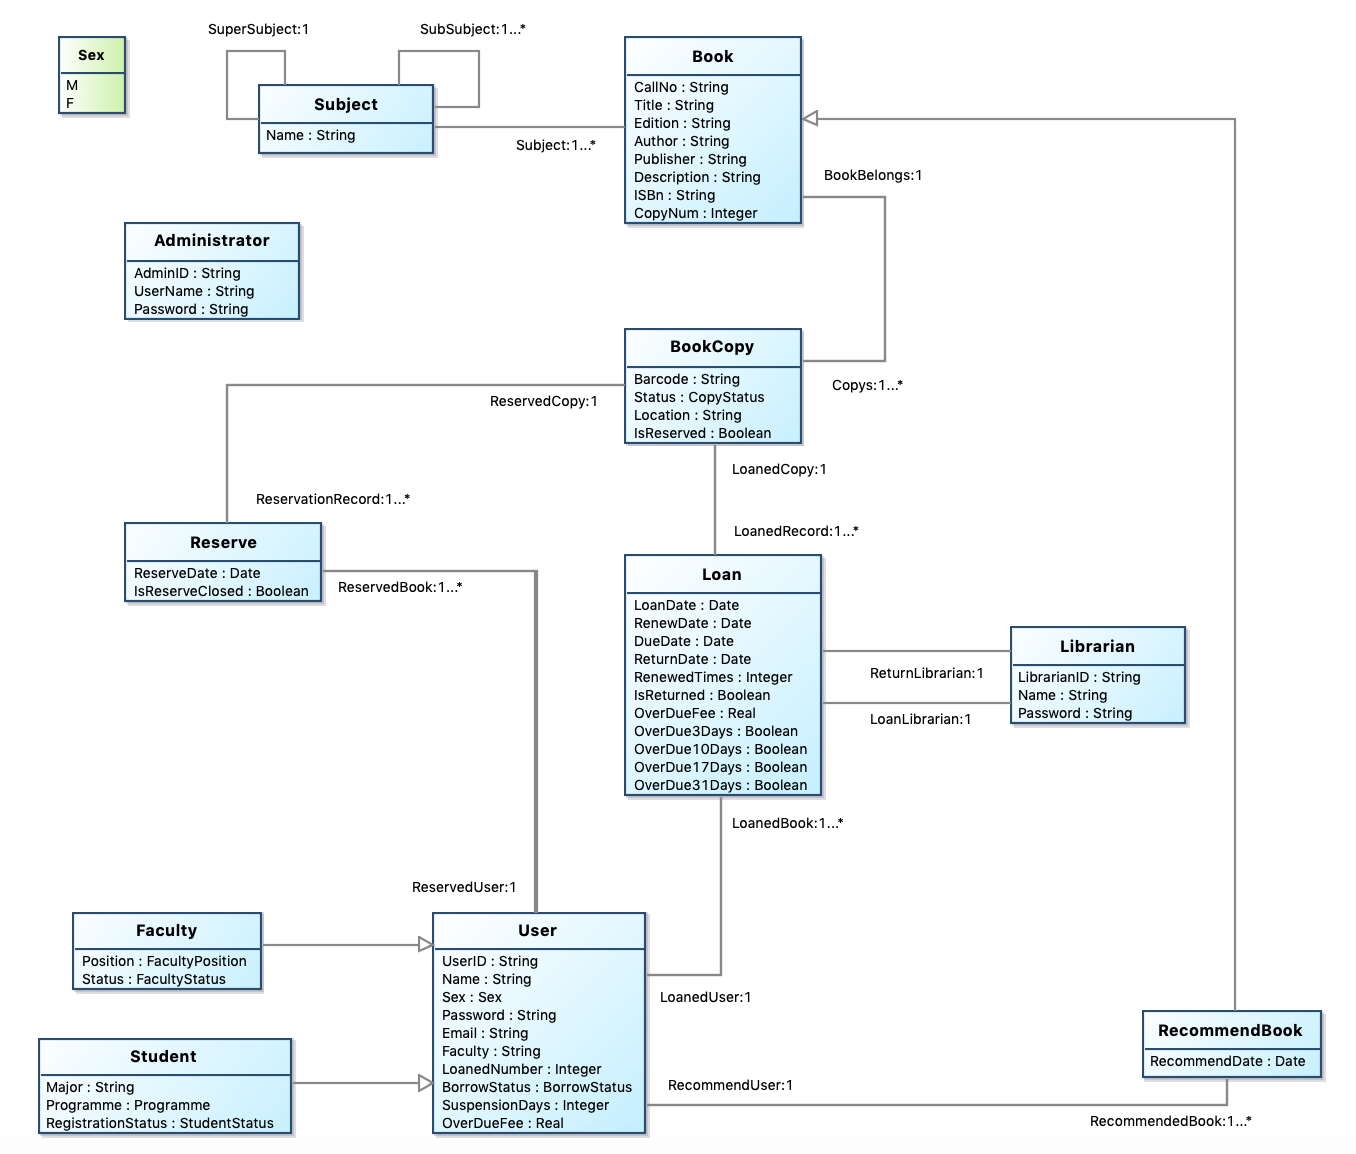 Sex
M
F
SuperSubject:1
SubSubject:1...*
Subject
Name : String
Subject:1...*
Book
CallNo : String
Title : String
Edition : String
Author : String
Publisher : String
Description : String
ISBn : String
CopyNum : Integer
BookBelongs:1
Administrator
AdminID : String
UserName : String
Password : String
BookCopy
Barcode : String
Status : CopyStatus
Location : String
IsReserved : Boolean
Copys:1...*
ReservedCopy:1
LoanedCopy:1
ReservationRecord:1...*
LoanedRecord:1...*
Reserve
ReserveDate : Date
IsReserveClosed : Boolean
ReservedBook:1...*
Loan
LoanDate : Date
RenewDate : Date
DueDate : Date
ReturnDate : Date
RenewedTimes : Integer
IsReturned : Boolean
OverDueFee : Real
OverDue3Days : Boolean
OverDue10Days : Boolean
OverDue17Days : Boolean
OverDue31Days : Boolean
ReturnLibrarian:1
LoanLibrarian:1
Librarian
LibrarianID : String
Name : String
Password : String
LoanedBook:1...*
ReservedUser:1
Faculty
Position : FacultyPosition
Status : FacultyStatus
User
UserID : String
Name : String
Sex : Sex
Password : String
Email : String
Faculty : String
LoanedNumber : Integer
BorrowStatus : BorrowStatus
SuspensionDays : Integer
OverDueFee : Real
LoanedUser:1
Student
Major : String
Programme : Programme
RegistrationStatus : StudentStatus
RecommendUser:1
RecommendBook
RecommendDate : Date
RecommendedBook:1...*